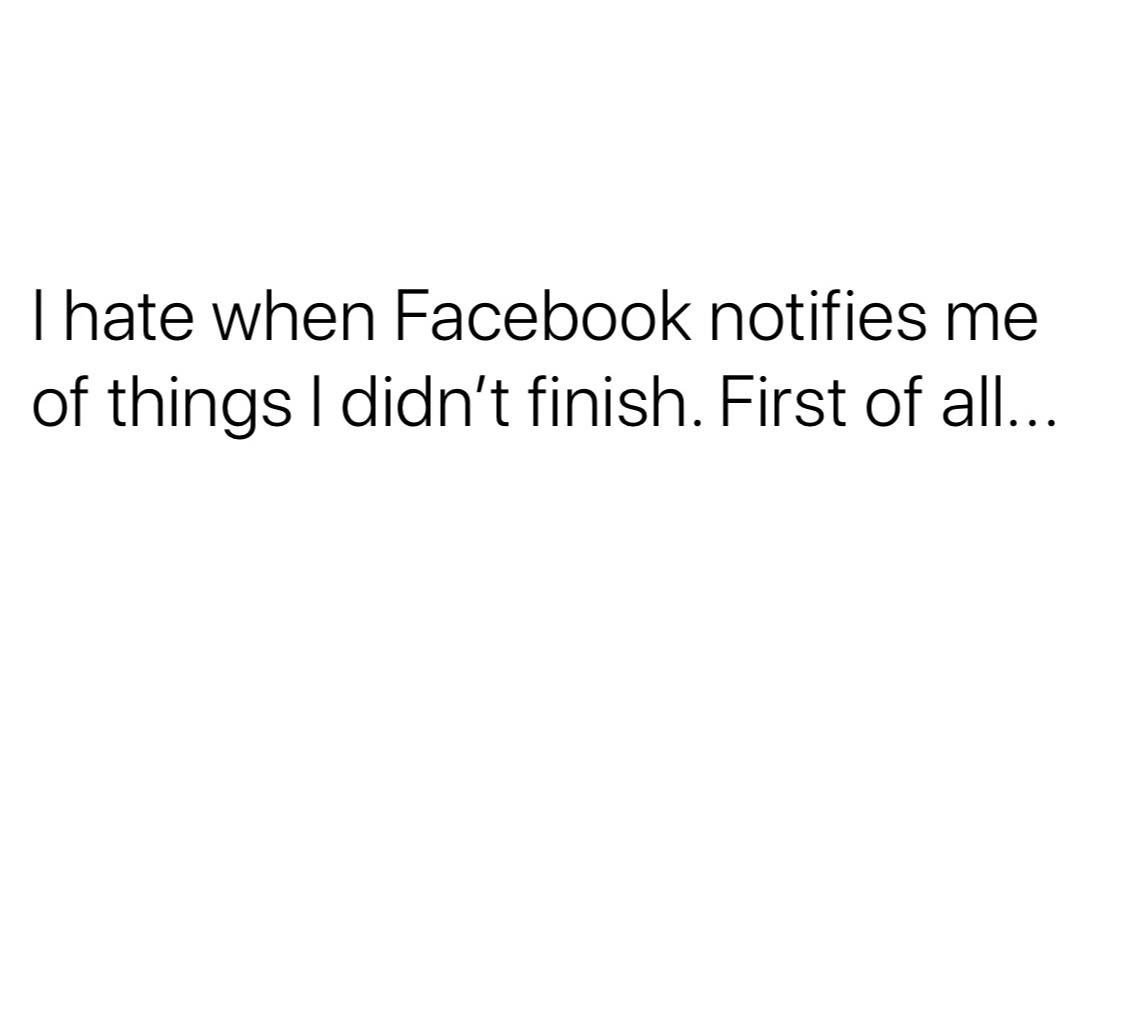 I hate when Facebook notifies me
of things I didn’t finish. First of all...